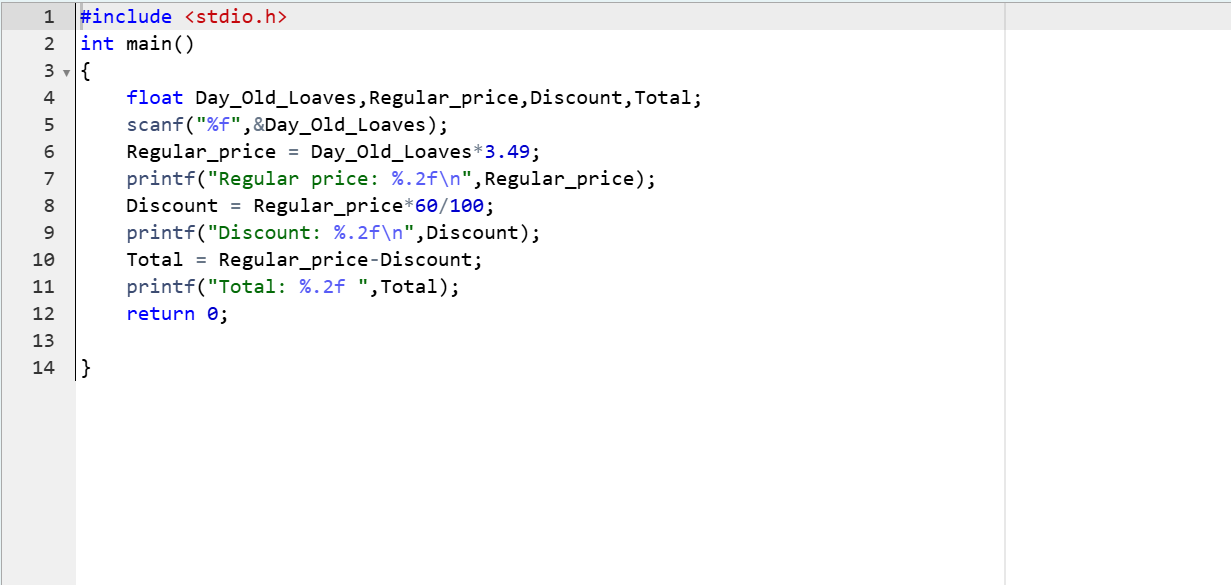 1 #include <stdio.h>
2 int main()
3 {
4     float Day_Old_Loaves,Regular_price,Discount,Total;
5     scanf("%f",&Day_Old_Loaves);
6     Regular_price = Day_Old_Loaves*3.49;
7     printf("Regular price: %.2f\n",Regular_price);
8     Discount = Regular_price*60/100;
9     printf("Discount: %.2f\n",Discount);
10     Total = Regular_price-Discount;
11     printf("Total: %.2f ",Total);
12     return 0;
13
14 }